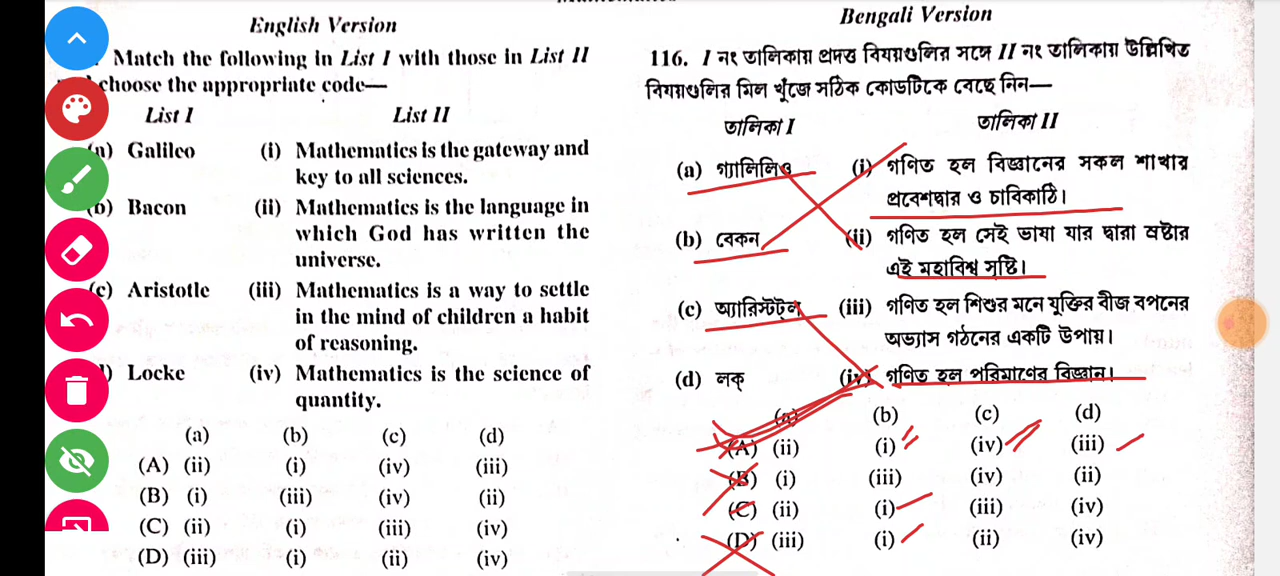 English Version
Match the following in List I with those in List II
choose the appropriate code—
List I List II
(a) Galileo (i) Mathematics is the gateway and
key to all sciences.
(b) Bacon (ii) Mathematics is the language in
which God has written the
universe.
(c) Aristotle (iii) Mathematics is a way to settle
in the mind of children a habit
of reasoning.
) Locke (iv) Mathematics is the science of
quantity.
(a) (b) (c) (d)
(A) (ii) (i) (iv) (iii)
(B) (i) (iii) (iv) (ii)
(C) (ii) (i) (iii) (iv)
(D) (iii) (i) (ii) (iv)
Bengali Version
116. I নং তালিকায় প্রদত্ত বিষয়গুলির সঙ্গে II নং তালিকায় উল্লিখিত
বিষয়গুলির মিল খুঁজে সঠিক কোডটিকে বেছে নিন—
তালিকা I তালিকা II
(a) গ্যালিলিও (i) গণিত হল বিজ্ঞানের সকল শাখার
প্রবেশদ্বার ও চাবিকাঠি।
(b) বেকন (ii) গণিত হল সেই ভাষা যার দ্বারা স্রষ্টার
এই মহাবিশ্ব সৃষ্টি।
(c) অ্যারিস্টট্ল (iii) গণিত হল শিশুর মনে যুক্তির বীজ বপনের
অভ্যাস গঠনের একটি উপায়।
(d) লক্ (iv) গণিত হল পরিমাণের বিজ্ঞান।
(a) (b) (c) (d)
(A) (ii) (i) (iv) (iii)
(B) (i) (iii) (iv) (ii)
(C) (ii) (i) (iii) (iv)
(D) (iii) (i) (ii) (iv)